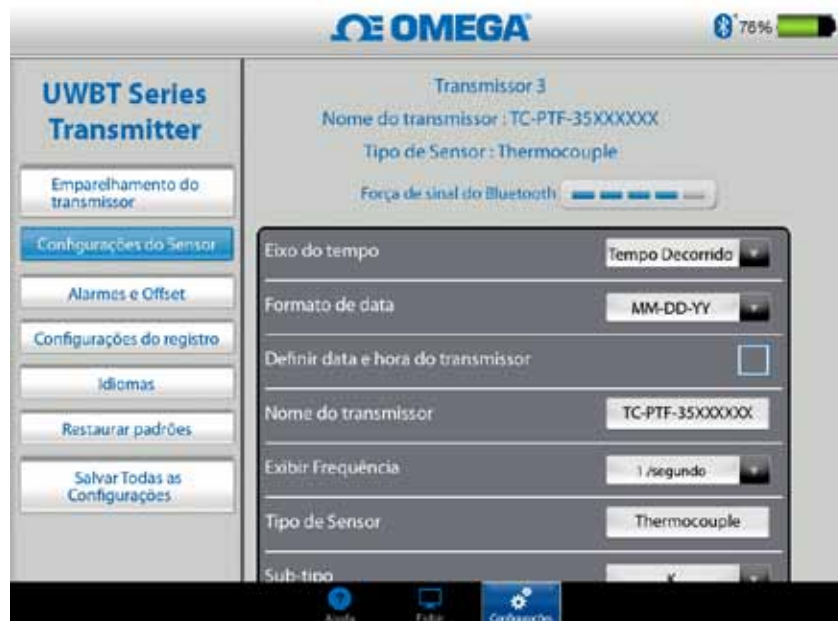 OMEGA
76%
UWBT Series
Transmitter
Emparelhamento do
transmissor
Configurações do Sensor
Alarmes e Offset
Configurações do registro
Idiomas
Restaurar padrões
Salvar Todas as
Configurações
Transmissor 3
Nome do transmissor : TC-PTF-35XXXXXX
Tipo de Sensor : Thermocouple
Força de sinal do Bluetooth
Eixo do tempo
Tempo Decorrido
Formato de data
MM-DD-YY
Definir data e hora do transmissor
Nome do transmissor
TC-PTF-35XXXXXX
Exibir Frequência
1 /segundo
Tipo de Sensor
Thermocouple
Sub-tipo
K
Ajuda
Exibir
Configurações